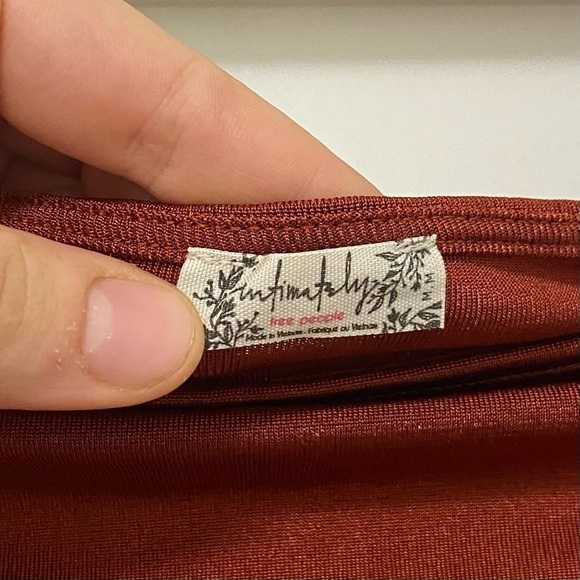 intimately
free people
Made in Vietnam - Fabriqué au Vietnam
M M